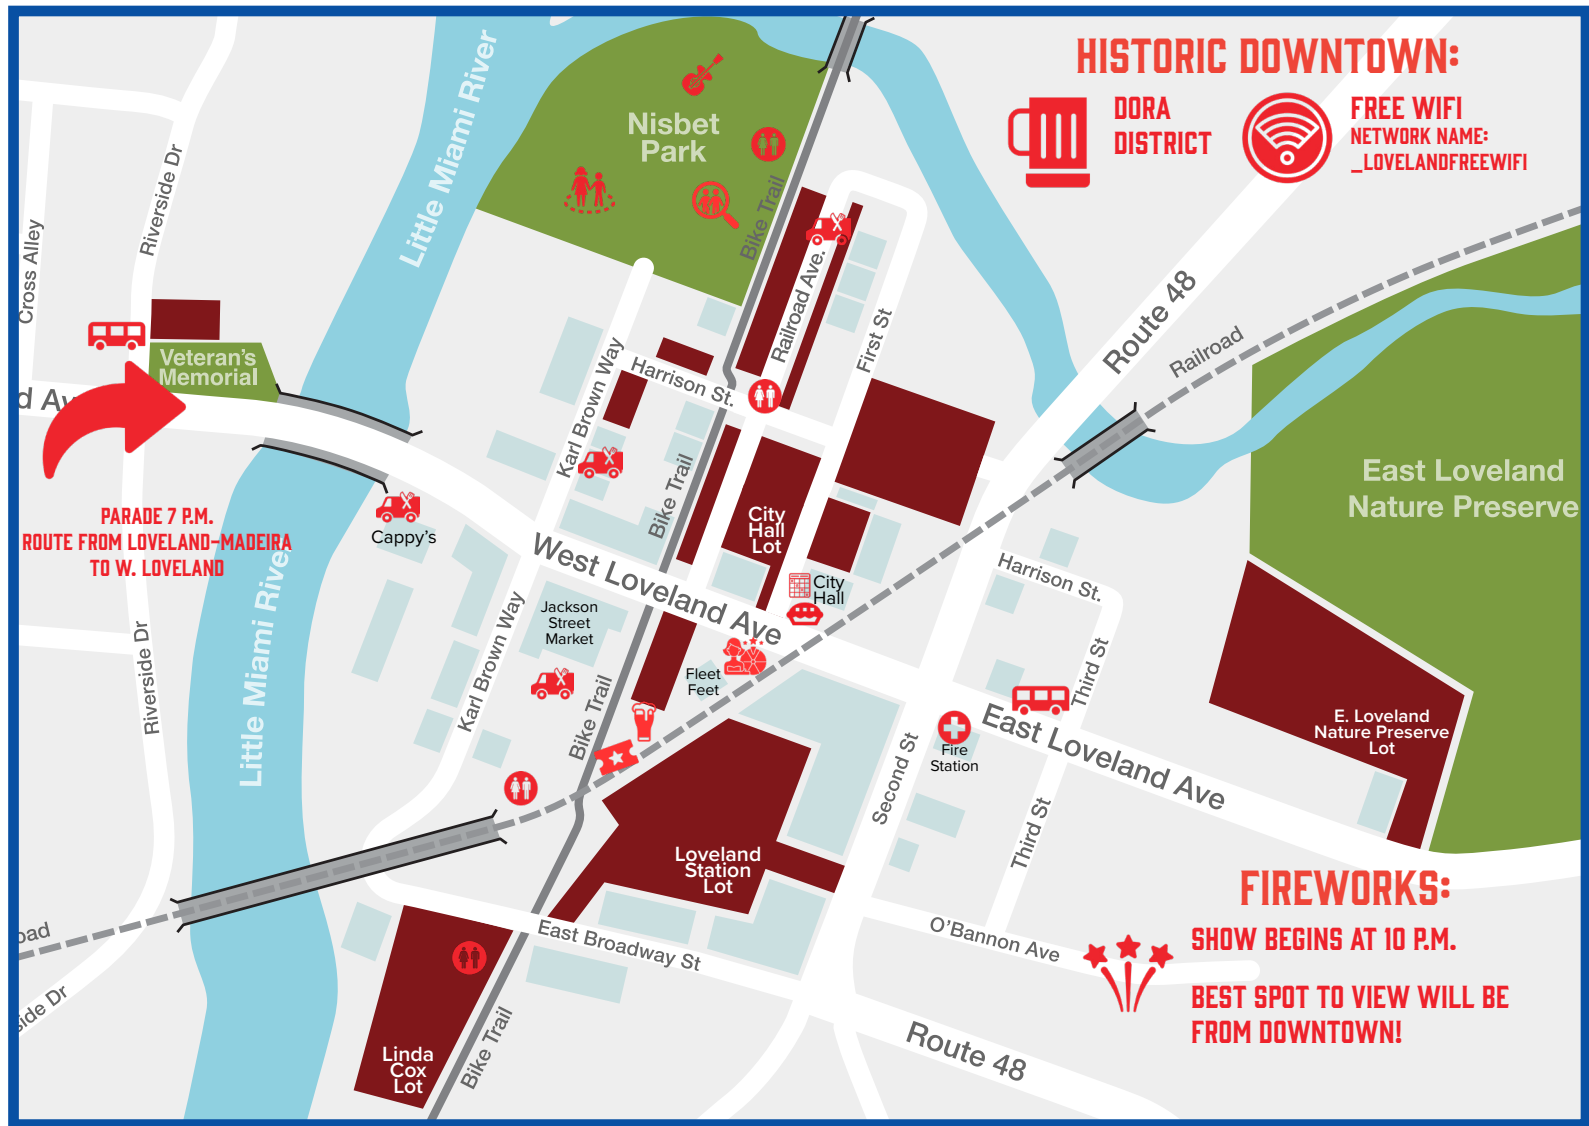 HISTORIC DOWNTOWN:
DORA
DISTRICT
FREE WIFI
NETWORK NAME:
_LOVELANDFREEWIFI
Little Miami River
Nisbet
Park
Bike Trail
Riverside Dr
Cross Alley
Railroad Ave.
First St
Route 48
Railroad
Veteran's
Memorial
d Av
Karl Brown Way
Harrison St.
Bike Trail
East Loveland
Nature Preserve
PARADE 7 P.M.
ROUTE FROM LOVELAND-MADEIRA
TO W. LOVELAND
Cappy's
City
Hall
Lot
West Loveland Ave
City
Hall
Harrison St.
Jackson
Street
Market
Karl Brown Way
Little Miami River
Riverside Dr
Fleet
Feet
Bike Trail
Third St
East Loveland Ave
Fire
Station
Second St
E. Loveland
Nature Preserve
Lot
Third St
Loveland
Station
Lot
FIREWORKS:
SHOW BEGINS AT 10 P.M.
BEST SPOT TO VIEW WILL BE
FROM DOWNTOWN!
O'Bannon Ave
East Broadway St
oad
side Dr
Linda
Cox
Lot
Bike Trail
Route 48